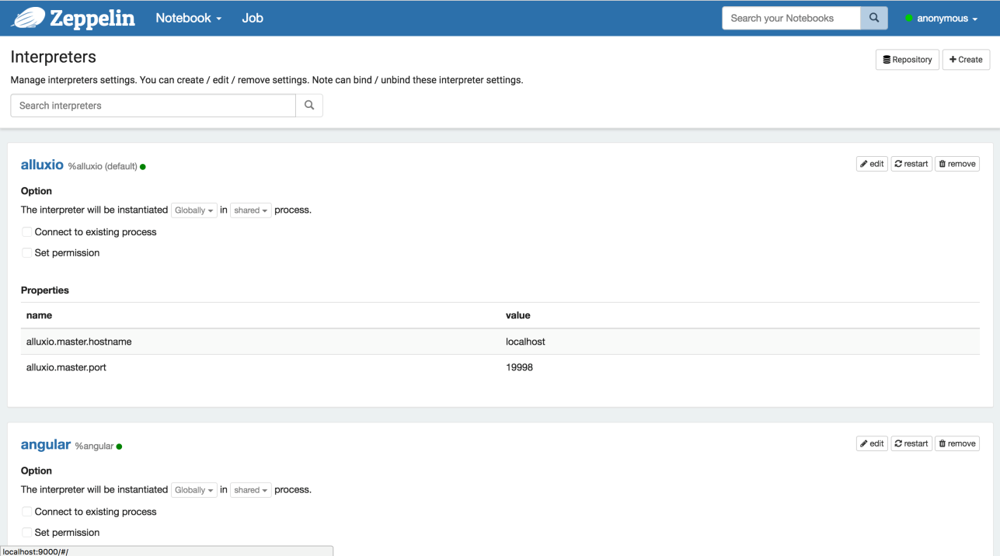 Zeppelin Notebook Job Search your Notebooks anonymous
Interpreters Repository Create
Manage interpreters settings. You can create / edit / remove settings. Note can bind / unbind these interpreter settings.
Search interpreters
alluxio %alluxio (default) edit restart remove
Option
The interpreter will be instantiated Globally in shared process.
Connect to existing process
Set permission
Properties
name value
alluxio.master.hostname localhost
alluxio.master.port 19998
angular %angular edit restart remove
Option
The interpreter will be instantiated Globally in shared process.
Connect to existing process
Set permission
localhost:9000/#/